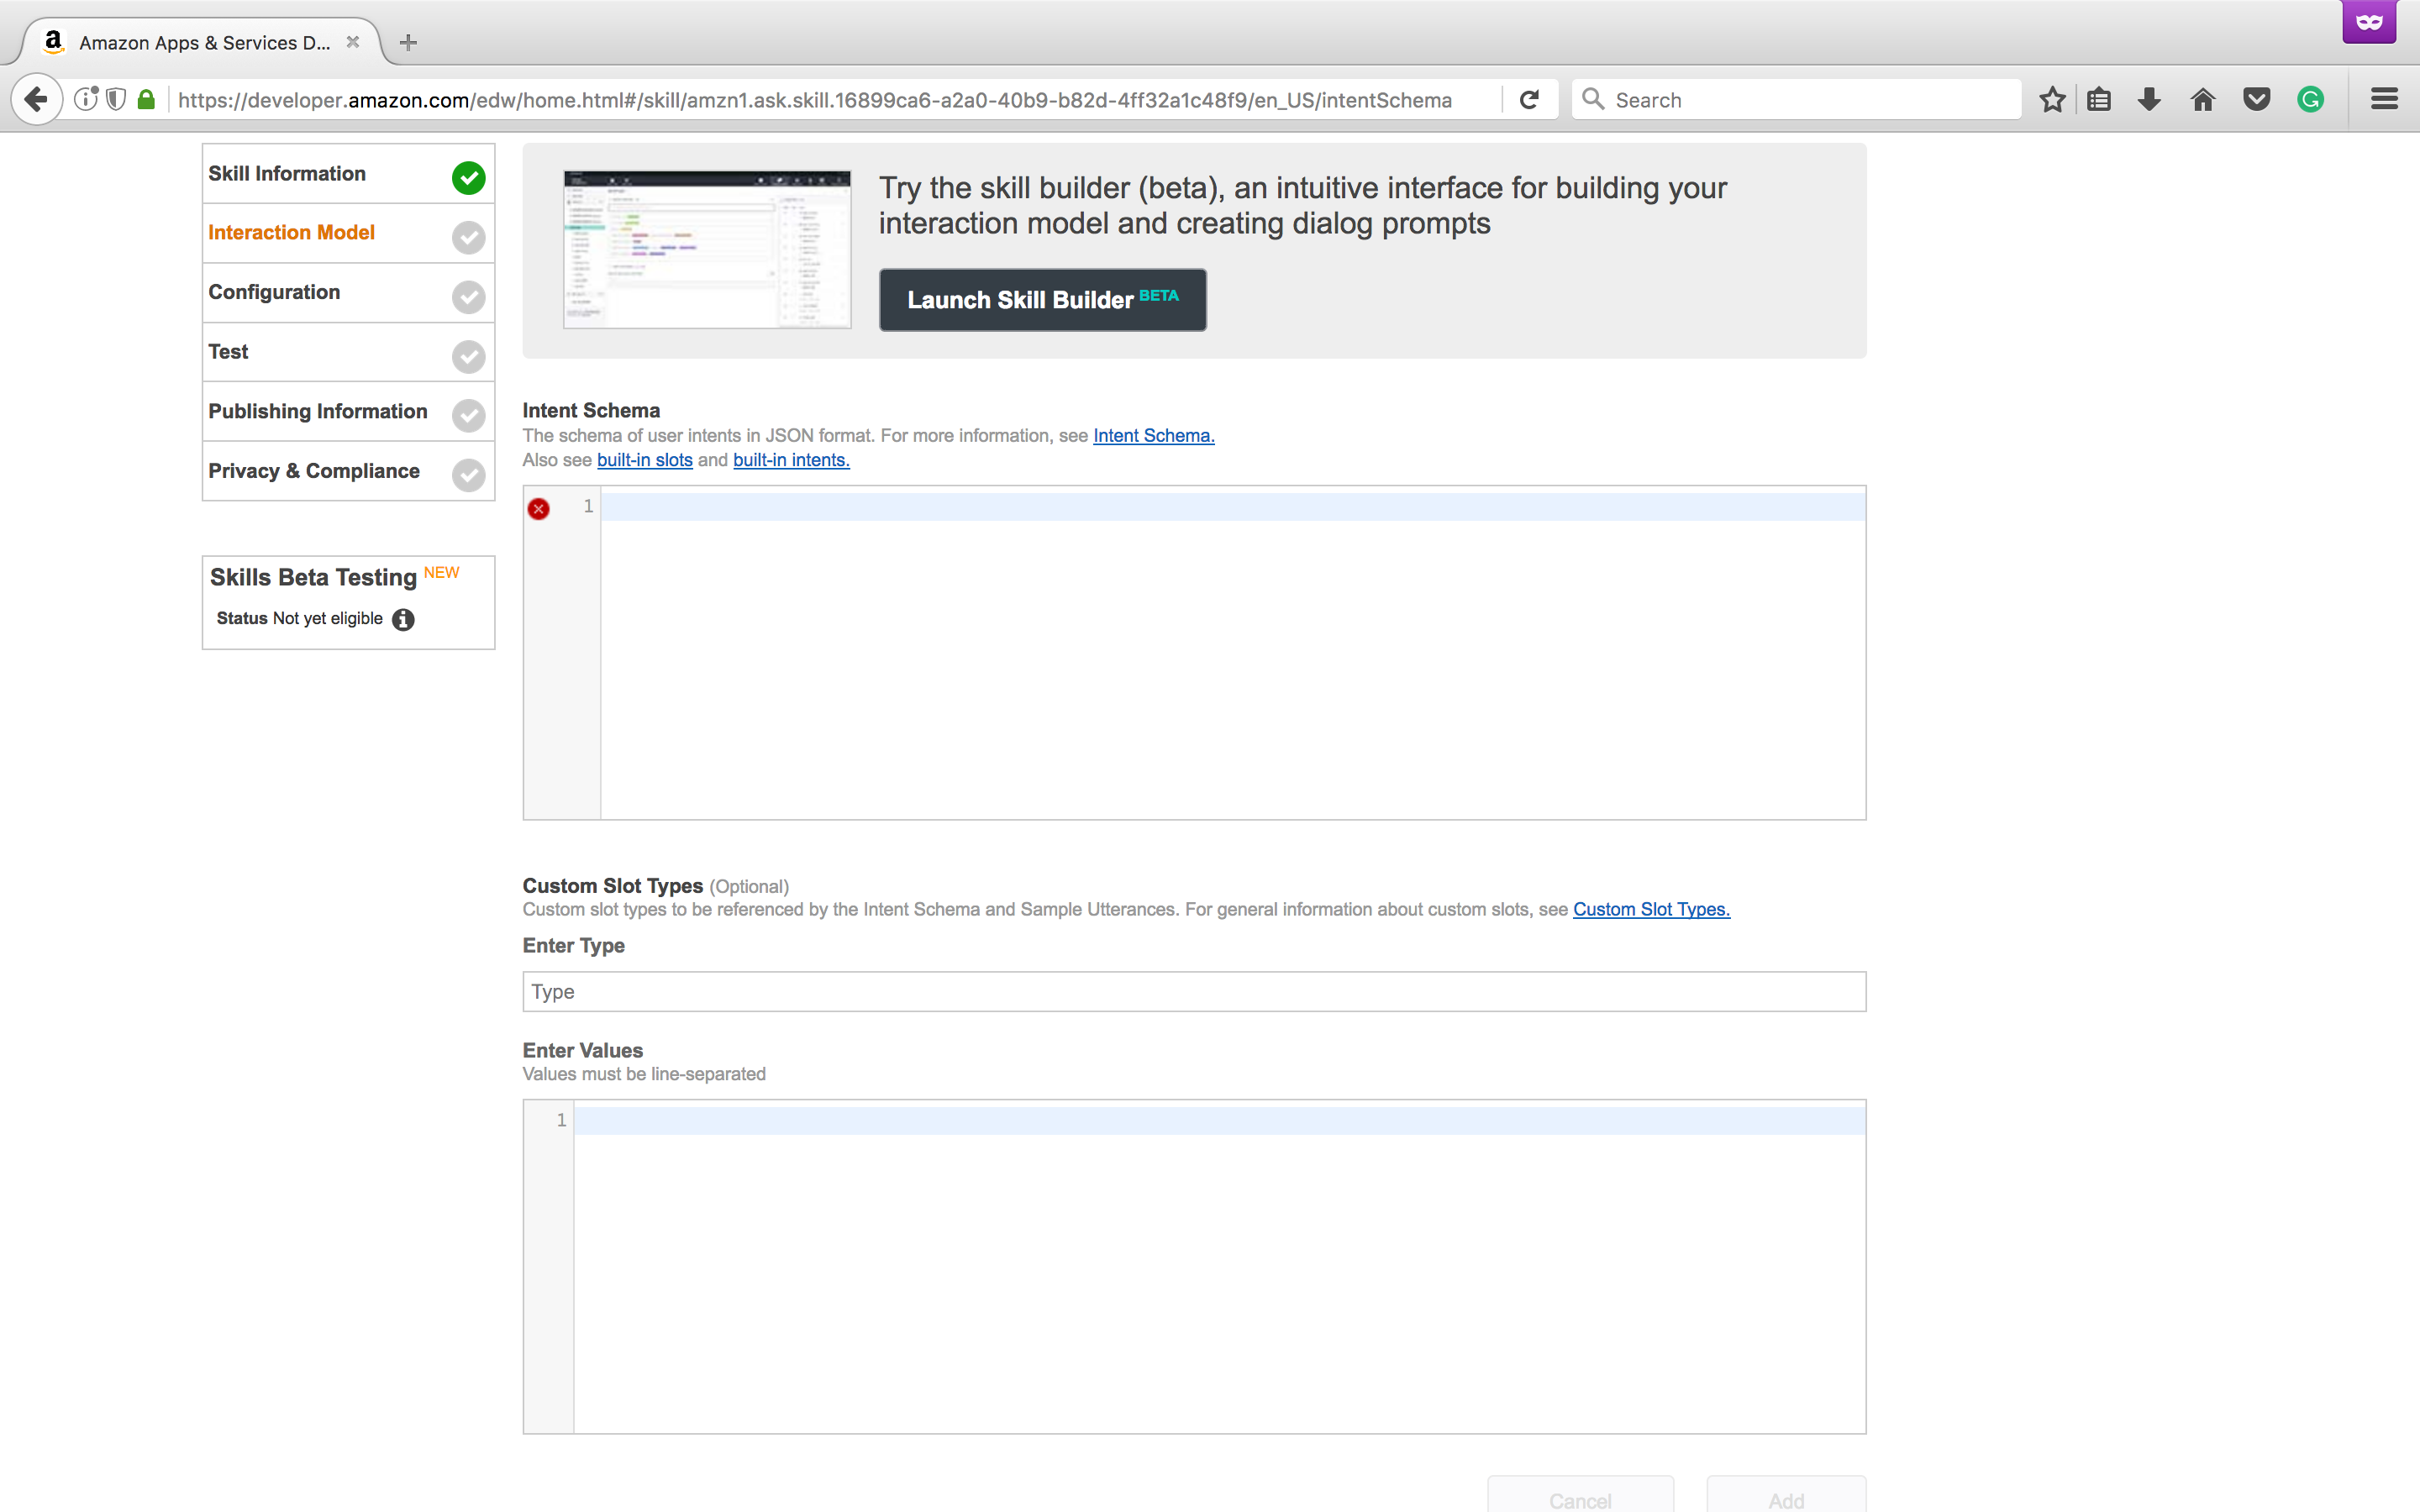 Amazon Apps & Services D...
https://developer.amazon.com/edw/home.html#/skill/amzn1.ask.skill.16899ca6-a2a0-40b9-b82d-4ff32a1c48f9/en_US/intentSchema
Search
Skill Information
Interaction Model
Configuration
Test
Publishing Information
Privacy & Compliance
Skills Beta Testing NEW
Status Not yet eligible
Try the skill builder (beta), an intuitive interface for building your
interaction model and creating dialog prompts
Launch Skill Builder BETA
Intent Schema
The schema of user intents in JSON format. For more information, see Intent Schema.
Also see built-in slots and built-in intents.
1
Custom Slot Types (Optional)
Custom slot types to be referenced by the Intent Schema and Sample Utterances. For general information about custom slots, see Custom Slot Types.
Enter Type
Type
Enter Values
Values must be line-separated
1
Cancel
Add